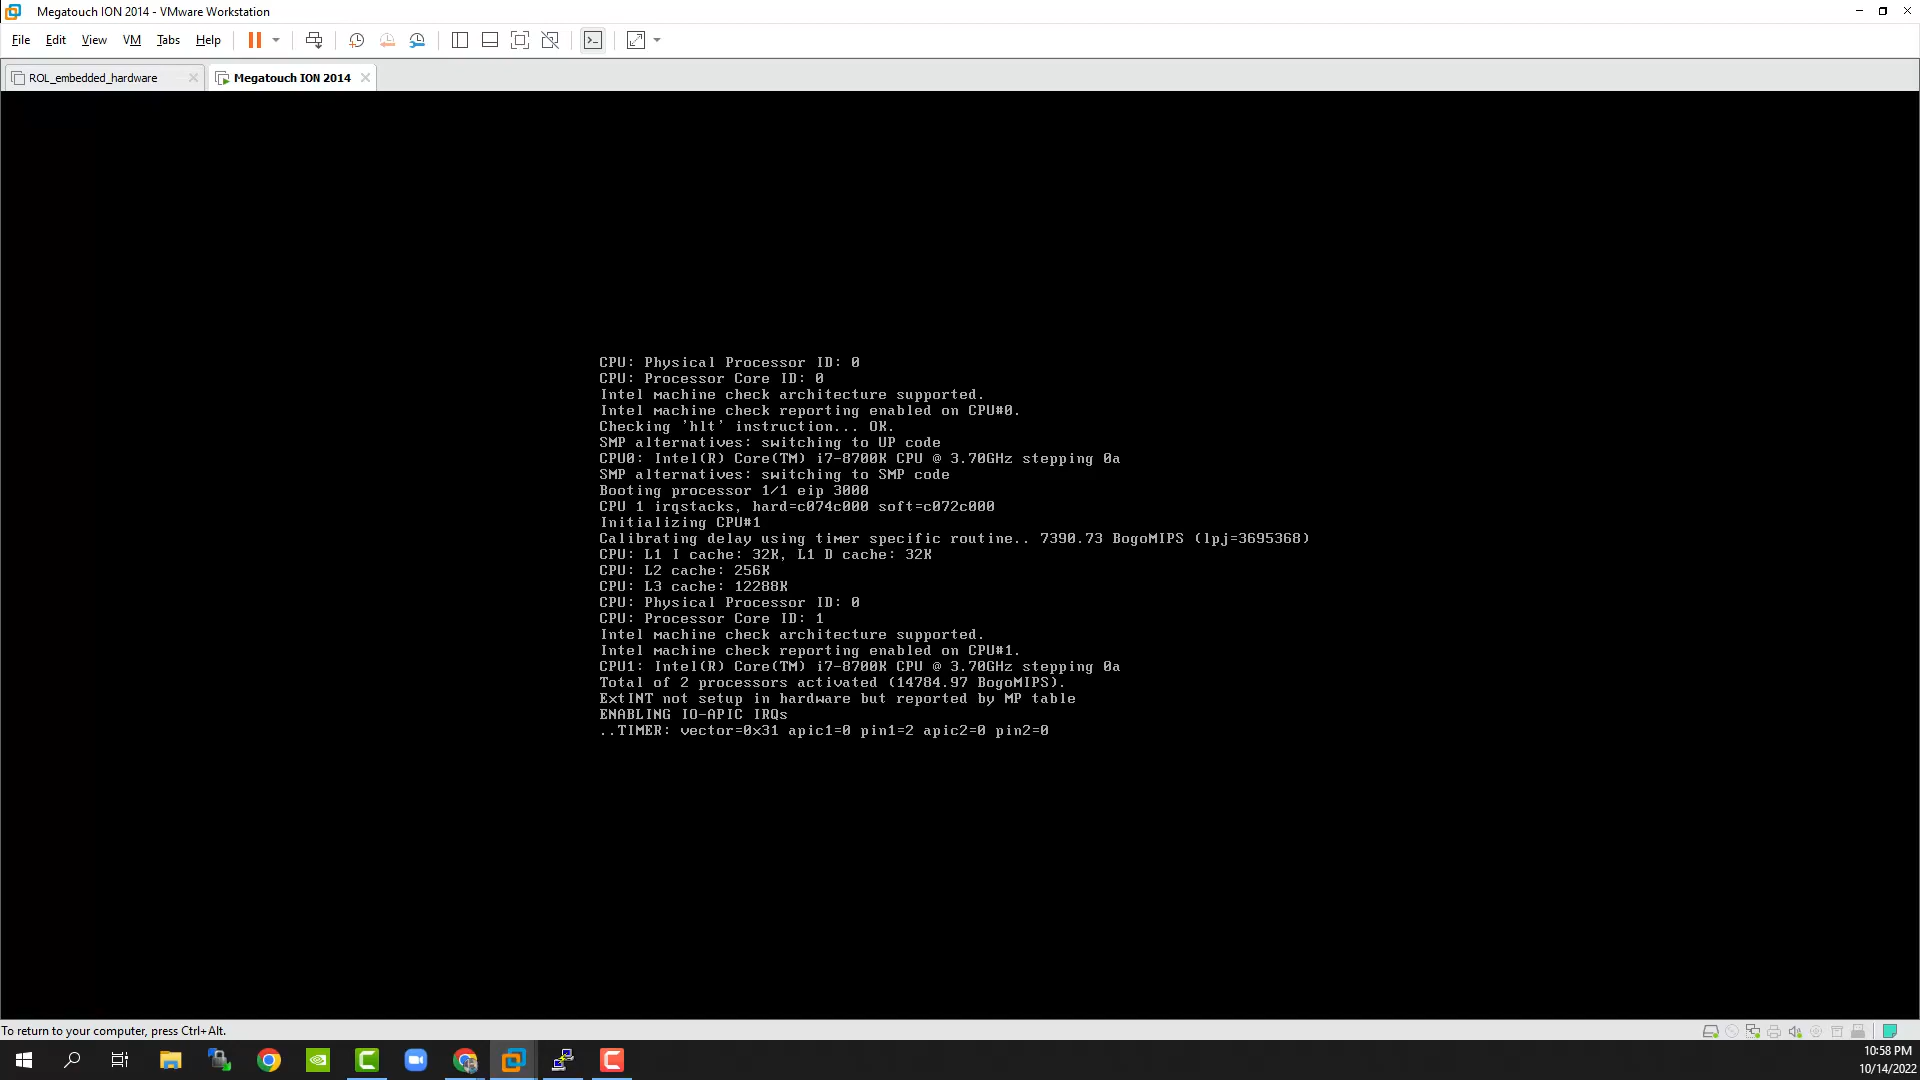 Megatouch ION 2014 - VMware Workstation
File Edit View VM Tabs Help
ROL_embedded_hardware
Megatouch ION 2014
CPU: Physical Processor ID: 0
CPU: Processor Core ID: 0
Intel machine check architecture supported.
Intel machine check reporting enabled on CPU#0.
Checking 'hlt' instruction... OK.
SMP alternatives: switching to UP code
CPU0: Intel(R) Core(TM) i7-8700K CPU @ 3.70GHz stepping 0a
SMP alternatives: switching to SMP code
Booting processor 1/1 eip 3000
CPU 1 irqstacks, hard=c074c000 soft=c072c000
Initializing CPU#1
Calibrating delay using timer specific routine.. 7390.73 BogoMIPS (lpj=3695368)
CPU: L1 I cache: 32K, L1 D cache: 32K
CPU: L2 cache: 256K
CPU: L3 cache: 12288K
CPU: Physical Processor ID: 0
CPU: Processor Core ID: 1
Intel machine check architecture supported.
Intel machine check reporting enabled on CPU#1.
CPU1: Intel(R) Core(TM) i7-8700K CPU @ 3.70GHz stepping 0a
Total of 2 processors activated (14784.97 BogoMIPS).
ExtINT not setup in hardware but reported by MP table
ENABLING IO-APIC IRQs
..TIMER: vector=0x31 apic1=0 pin1=2 apic2=0 pin2=0
To return to your computer, press Ctrl+Alt.
10:58 PM
10/14/2022